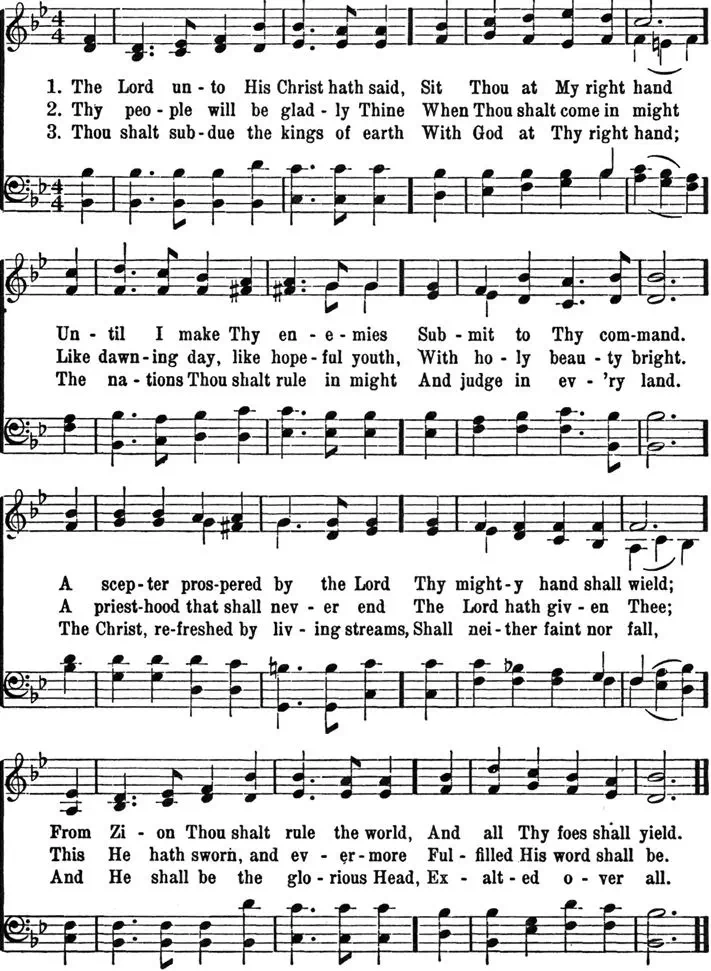 4
4
1. The Lord un - to His Christ hath said, Sit Thou at My right hand
2. Thy peo - ple will be glad - ly Thine When Thou shalt come in might
3. Thou shalt sub - due the kings of earth With God at Thy right hand;
4
4
Un - til I make Thy en - e - mies Sub - mit to Thy com - mand.
Like dawn - ing day, like hope - ful youth, With ho - ly beau - ty bright.
The na - tions Thou shalt rule in might And judge in ev - 'ry land.
A scep - ter pros - pered by the Lord Thy might - y hand shall wield;
A priest - hood that shall nev - er end The Lord hath giv - en Thee;
The Christ, re - freshed by liv - ing streams, Shall nei - ther faint nor fall,
From Zi - on Thou shalt rule the world, And all Thy foes shall yield.
This He hath sworn, and ev - er - more Ful - filled His word shall be.
And He shall be the glo - rious Head, Ex - alt - ed o - ver all.